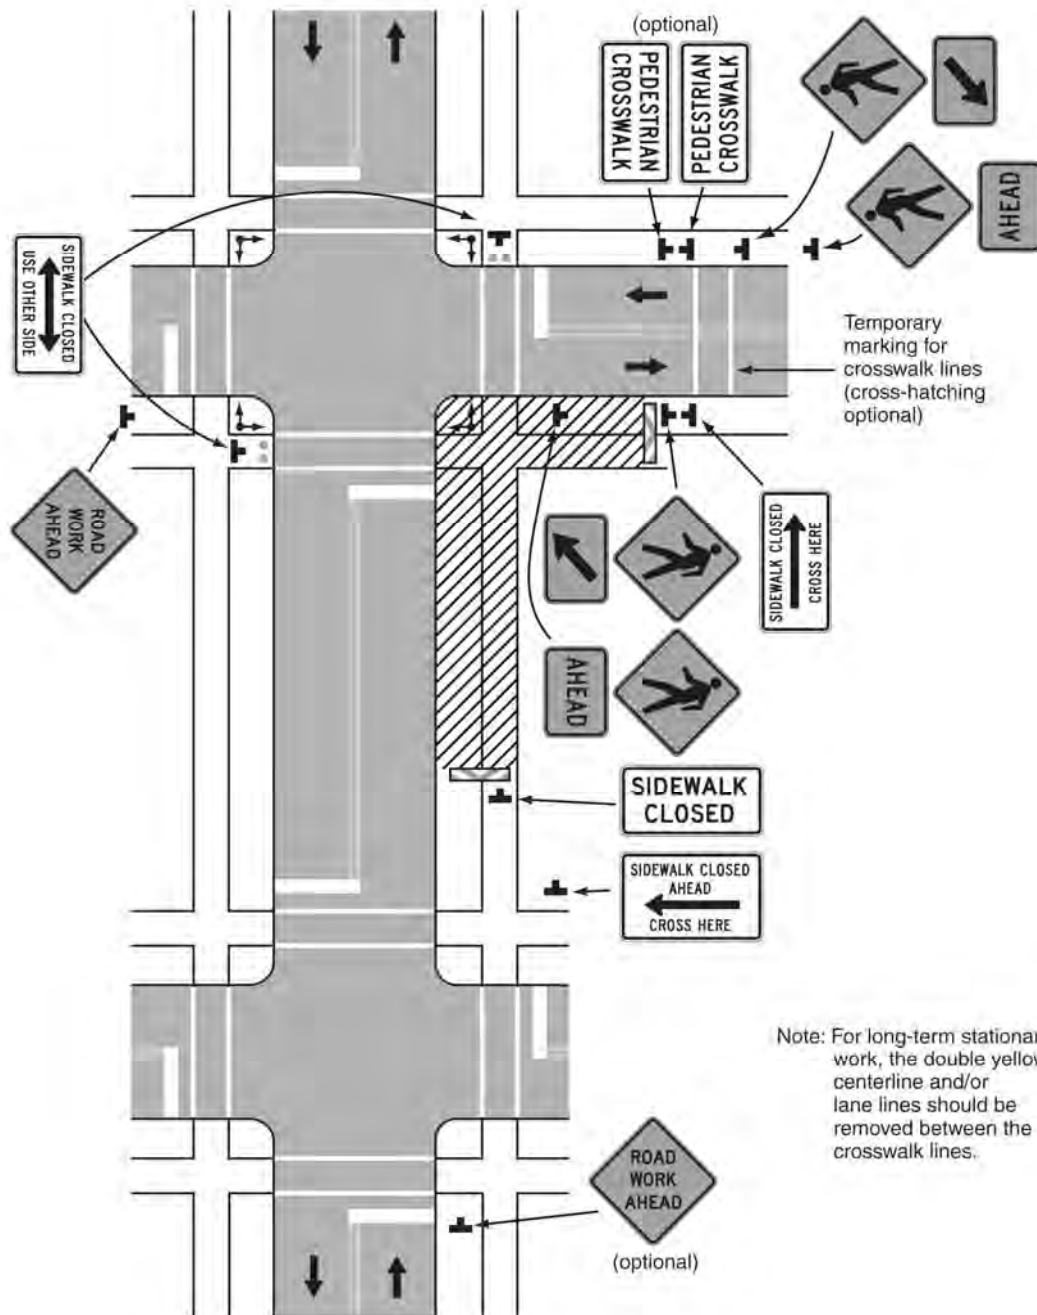 (optional)
PEDESTRIAN
CROSSWALK
PEDESTRIAN
CROSSWALK
AHEAD
SIDEWALK CLOSED
USE OTHER SIDE
Temporary
marking for
crosswalk lines
(cross-hatching
optional)
ROAD
WORK
AHEAD
SIDEWALK CLOSED
CROSS HERE
AHEAD
SIDEWALK
CLOSED
SIDEWALK CLOSED
AHEAD
CROSS HERE
Note: For long-term stationar
work, the double yellow
centerline and/or
lane lines should be
removed between the
crosswalk lines.
ROAD
WORK
AHEAD
(optional)